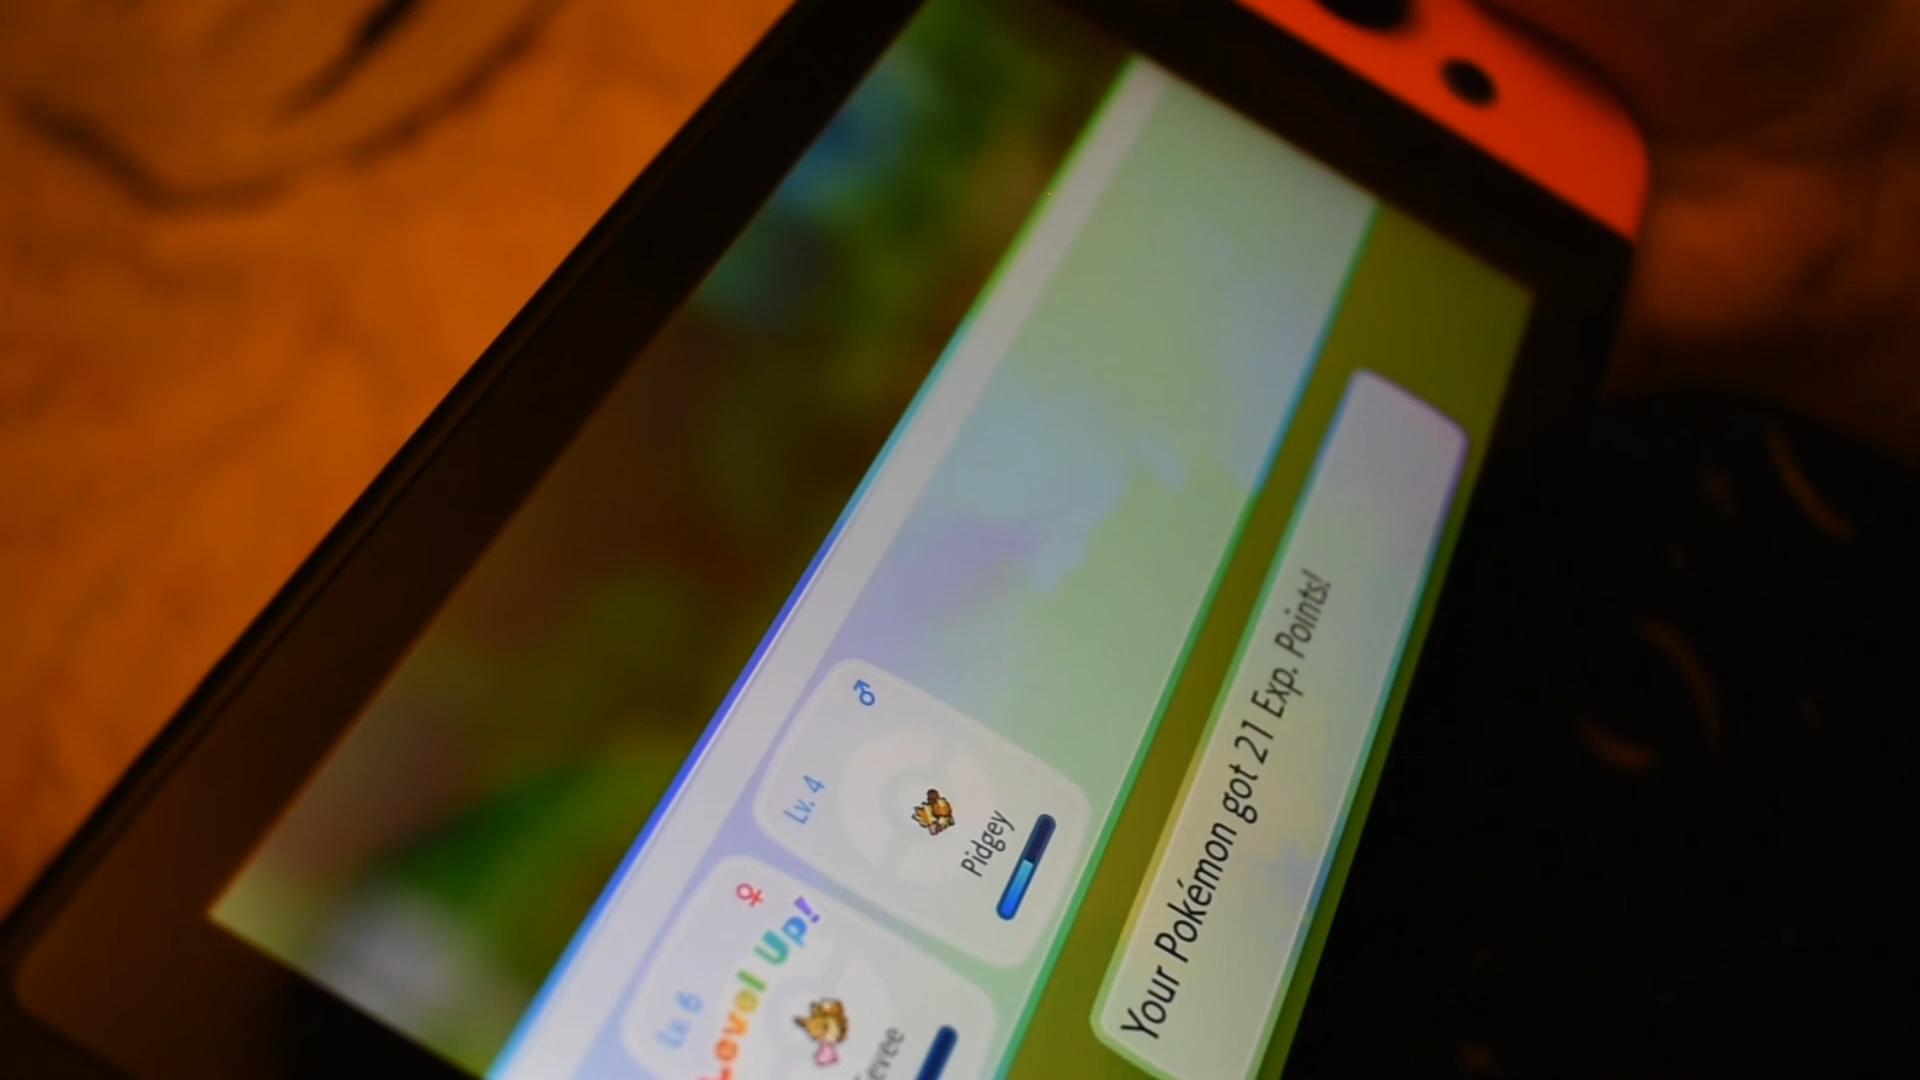 ♀
Lv. 6
Level Up!
♂
Lv. 4
Pidgey
Your Pokémon got 21 Exp. Points!